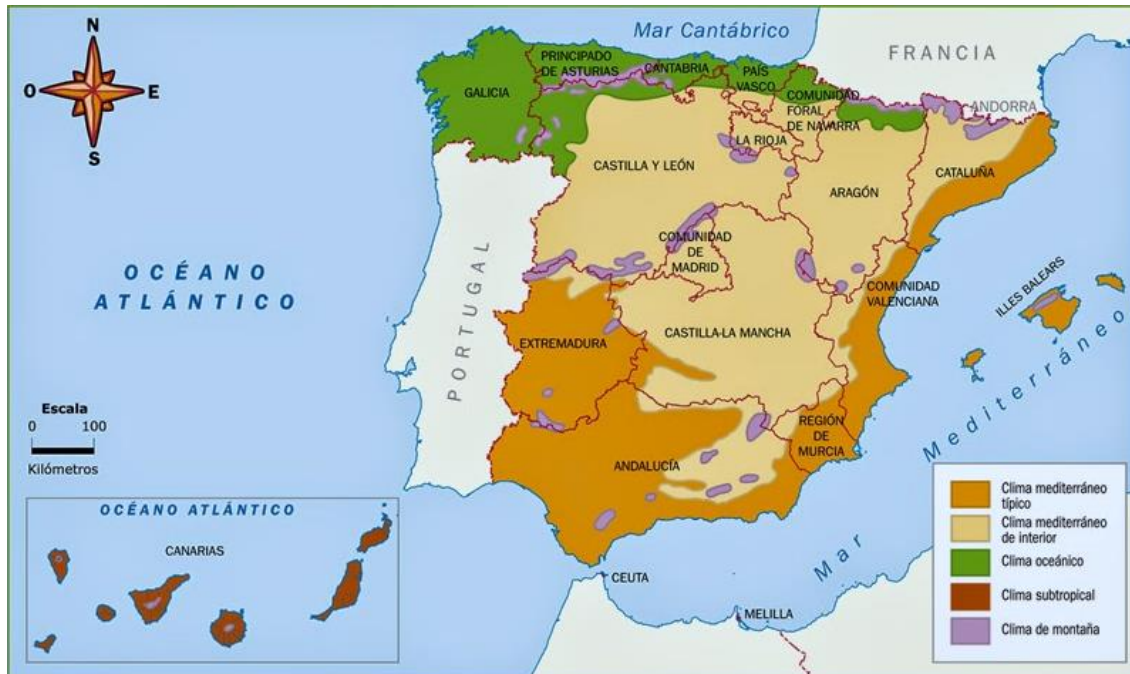 N
O
E
S
Mar Cantábrico
FRANCIA
ANDORRA
GALICIA
PRINCIPADO
DE ASTURIAS
CANTABRIA
PAÍS
VASCO
COMUNIDAD
FORAL
DE NAVARRA
LA RIOJA
CASTILLA Y LEÓN
ARAGÓN
CATALUÑA
COMUNIDAD
DE
MADRID
OCÉANO
ATLÁNTICO
PORTUGAL
EXTREMADURA
CASTILLA-LA MANCHA
COMUNIDAD
VALENCIANA
ILLES BALEARS
Mar Mediterráneo
REGIÓN
DE
MURCIA
ANDALUCÍA
CEUTA
MELILLA
Escala
0 100
Kilómetros
OCÉANO ATLÁNTICO
CANARIAS
Clima mediterráneo
típico
Clima mediterráneo
de interior
Clima oceánico
Clima subtropical
Clima de montaña